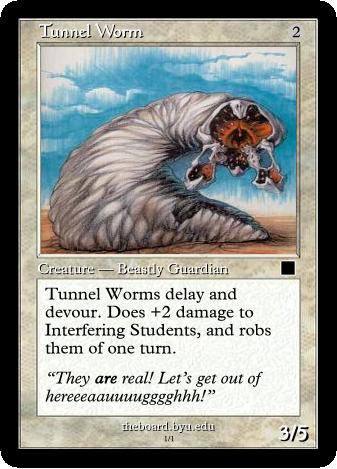 Tunnel Worm 2
Creature — Beastly Guardian
Tunnel Worms delay and
devour. Does +2 damage to
Interfering Students, and robs
them of one turn.
“They are real! Let's get out of
hereeeaauuuugggghhh!”
theboard.byu.edu
1/1
3/5